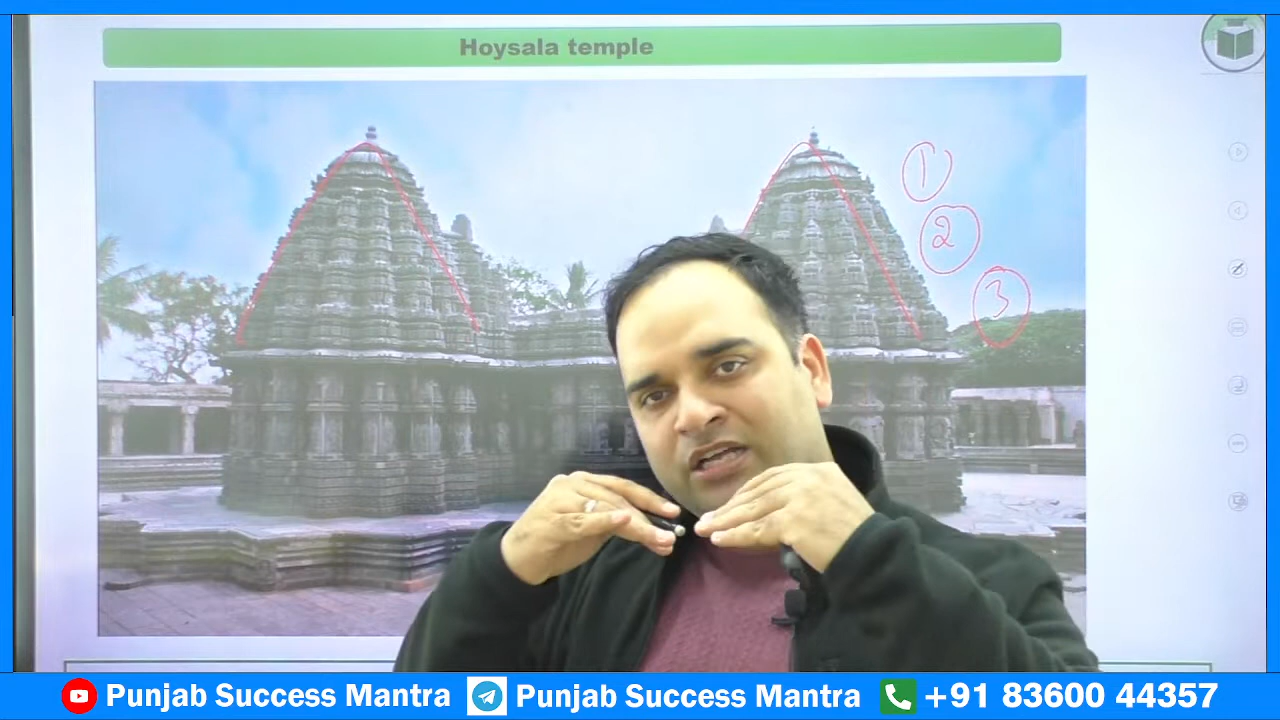 Hoysala temple
1
2
3
Punjab Success Mantra Punjab Success Mantra +91 83600 44357